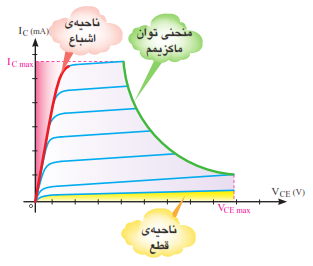 I_C (mA)
ناحیه‌ی
اشباع
منحنی توان
ماکزیمم
I_C max
V_CE (V)
o
V_CE max
ناحیه‌ی
قطع